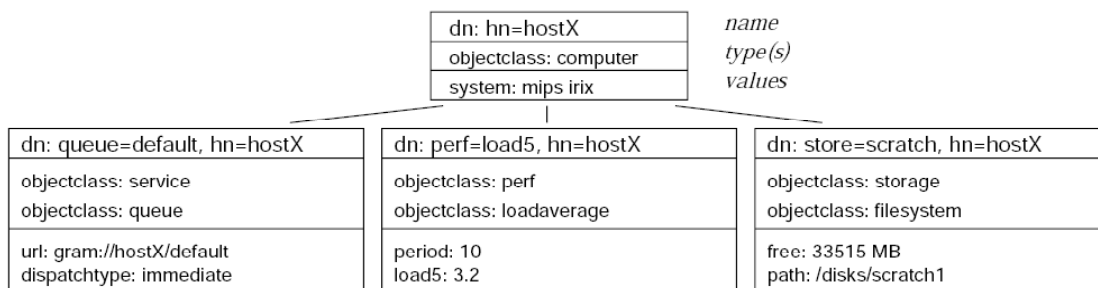 dn: hn=hostX
name
objectclass: computer
type(s)
system: mips irix
values
dn: queue=default, hn=hostX
objectclass: service
objectclass: queue
url: gram://hostX/default
dispatchtype: immediate
dn: perf=load5, hn=hostX
objectclass: perf
objectclass: loadaverage
period: 10
load5: 3.2
dn: store=scratch, hn=hostX
objectclass: storage
objectclass: filesystem
free: 33515 MB
path: /disks/scratch1